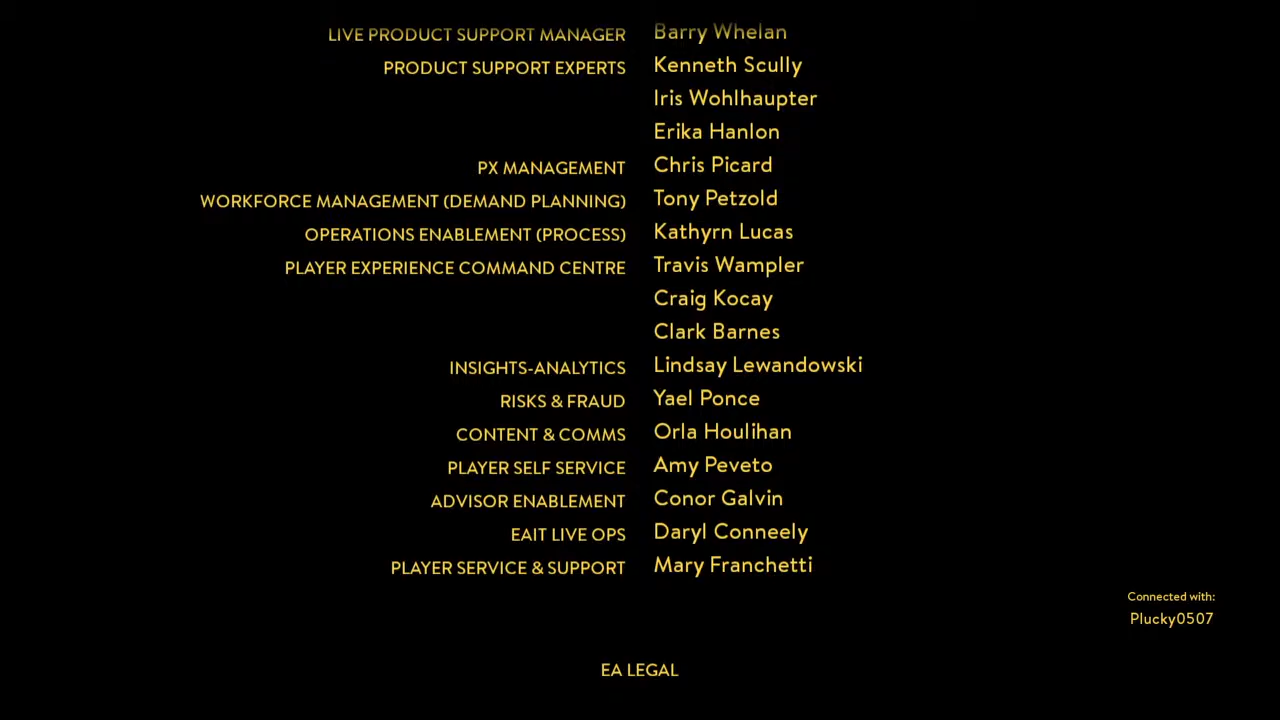 LIVE PRODUCT SUPPORT MANAGER Barry Whelan
PRODUCT SUPPORT EXPERTS Kenneth Scully
Iris Wohlhaupter
Erika Hanlon
PX MANAGEMENT Chris Picard
WORKFORCE MANAGEMENT (DEMAND PLANNING) Tony Petzold
OPERATIONS ENABLEMENT (PROCESS) Kathyrn Lucas
PLAYER EXPERIENCE COMMAND CENTRE Travis Wampler
Craig Kocay
Clark Barnes
INSIGHTS-ANALYTICS Lindsay Lewandowski
RISKS & FRAUD Yael Ponce
CONTENT & COMMS Orla Houlihan
PLAYER SELF SERVICE Amy Peveto
ADVISOR ENABLEMENT Conor Galvin
EAIT LIVE OPS Daryl Conneely
PLAYER SERVICE & SUPPORT Mary Franchetti
Connected with:
Plucky0507
EA LEGAL